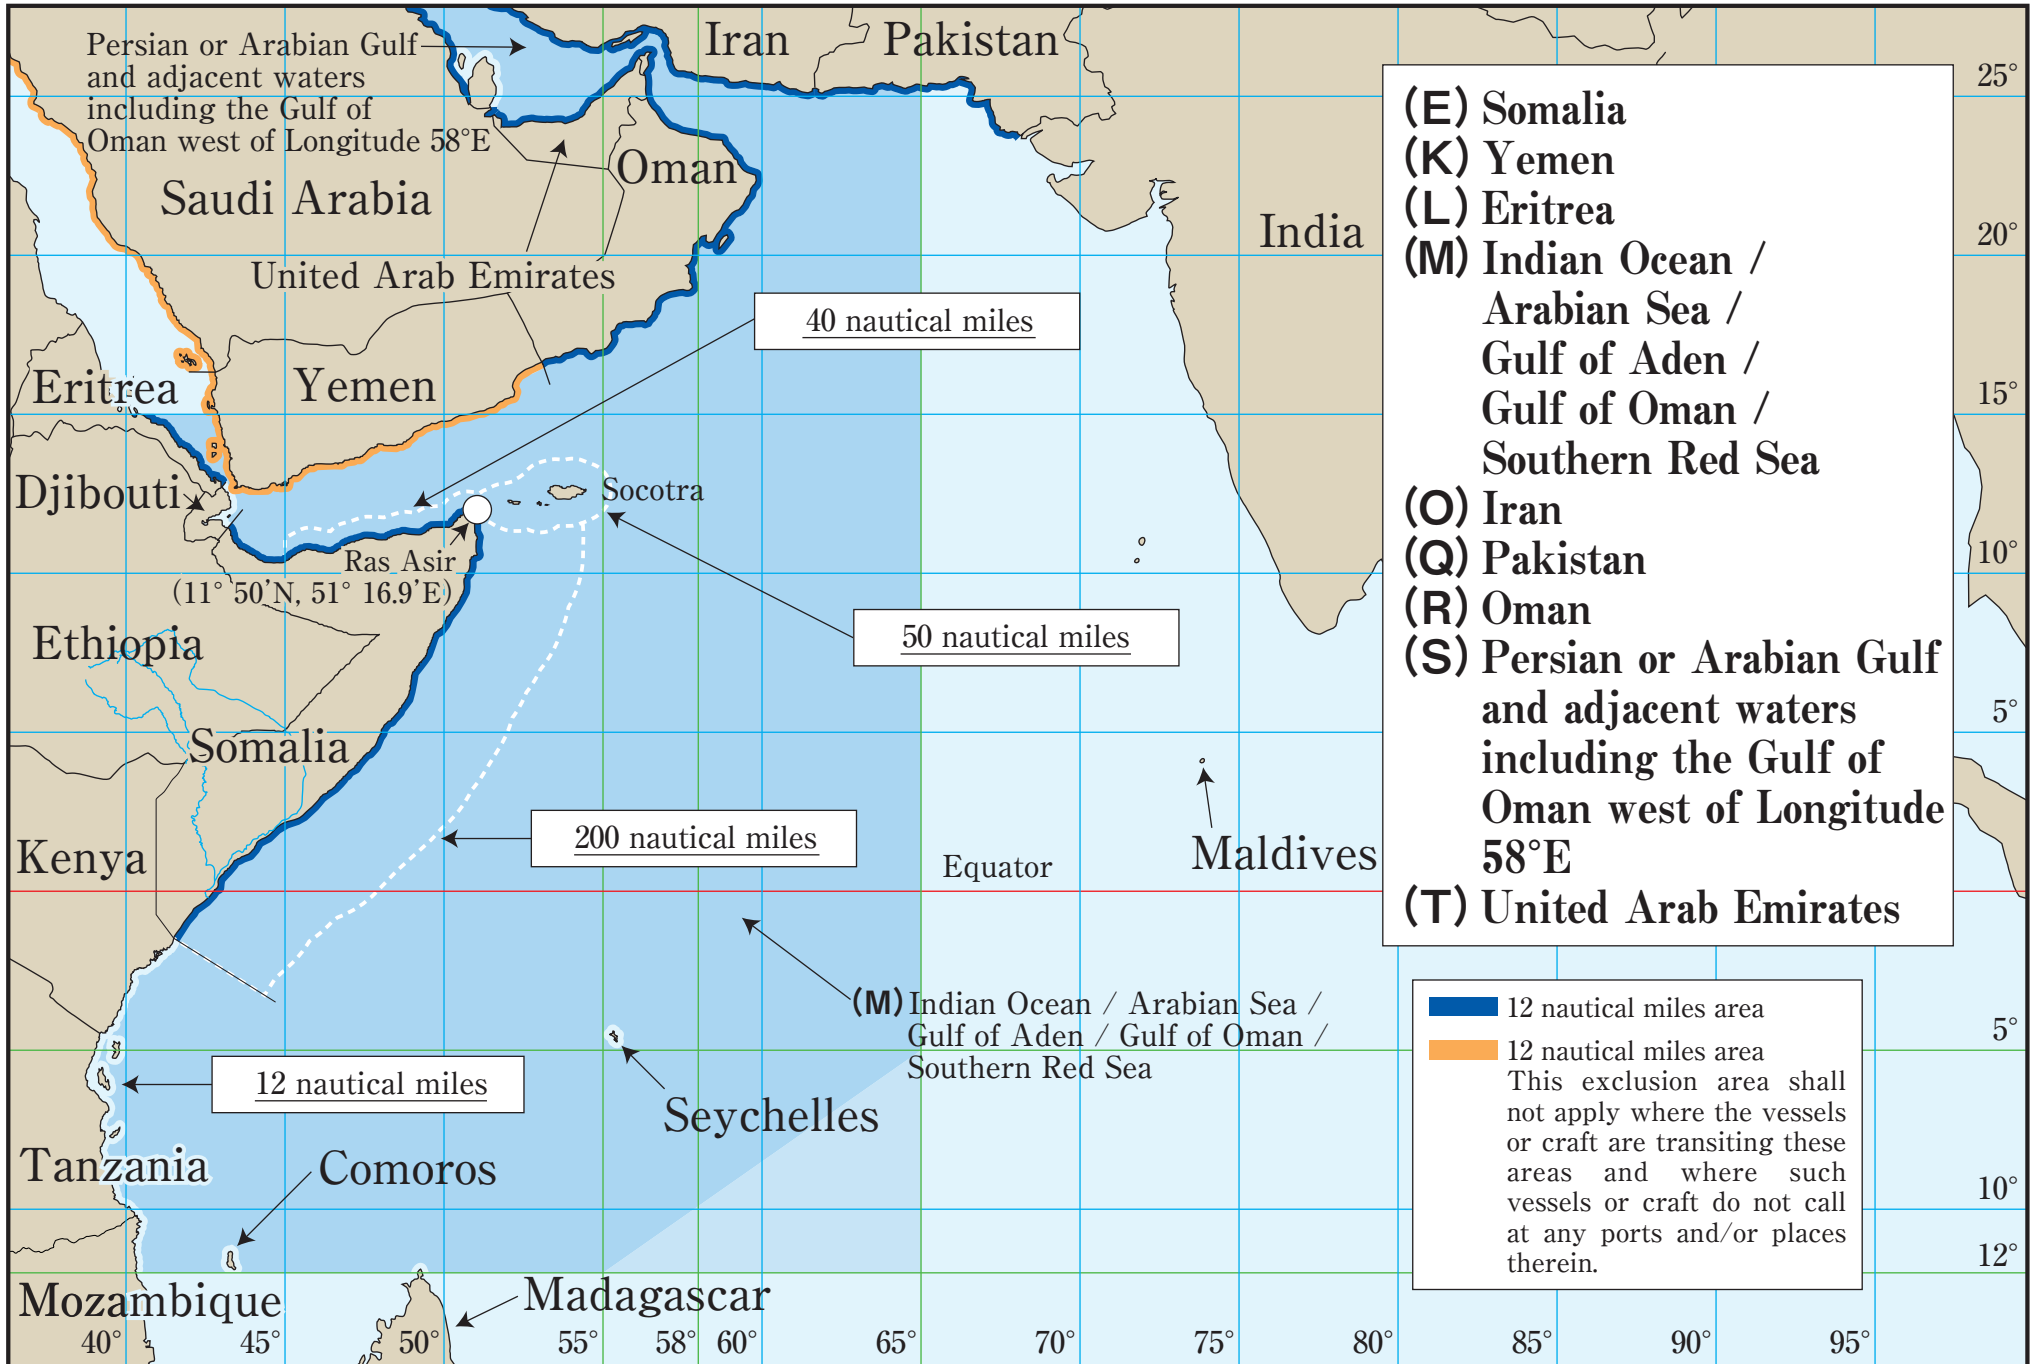 Persian or Arabian Gulf
and adjacent waters
including the Gulf of
Oman west of Longitude 58°E
Iran
Pakistan
Saudi Arabia
Oman
India
United Arab Emirates
40 nautical miles
Eritrea
Yemen
Djibouti
Socotra
Ras Asir
(11° 50’N, 51° 16.9’E)
50 nautical miles
Ethiopia
Somalia
200 nautical miles
Kenya
Equator
Maldives
(M) Indian Ocean / Arabian Sea /
Gulf of Aden / Gulf of Oman /
Southern Red Sea
12 nautical miles
Seychelles
Tanzania
Comoros
Mozambique
Madagascar
40°
45°
50°
55°
58°
60°
65°
70°
75°
80°
85°
90°
95°
25°
20°
15°
10°
5°
5°
10°
12°
(E) Somalia
(K) Yemen
(L) Eritrea
(M) Indian Ocean /
Arabian Sea /
Gulf of Aden /
Gulf of Oman /
Southern Red Sea
(O) Iran
(Q) Pakistan
(R) Oman
(S) Persian or Arabian Gulf
and adjacent waters
including the Gulf of
Oman west of Longitude
58°E
(T) United Arab Emirates
12 nautical miles area
12 nautical miles area
This exclusion area shall
not apply where the vessels
or craft are transiting these
areas and where such
vessels or craft do not call
at any ports and/or places
therein.